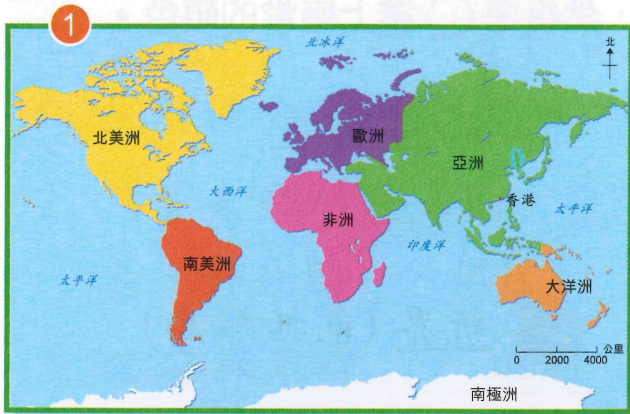 1
北冰洋
北
北美洲
歐洲
亞洲
大西洋
香港
太平洋
非洲
印度洋
南美洲
太平洋
大洋洲
公里
0 2000 4000
南極洲